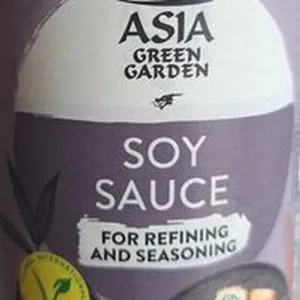 ASIA
GREEN
GARDEN
SOY
SAUCE
FOR REFINING
AND SEASONING